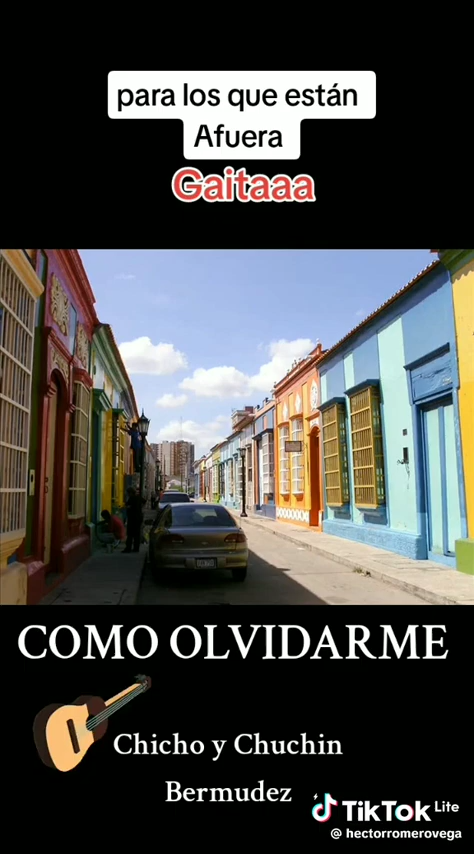 para los que están
Afuera
Gaitaaa
COMO OLVIDARME
Chicho y Chuchin
Bermudez
TikTok Lite
@ hectorromerovega